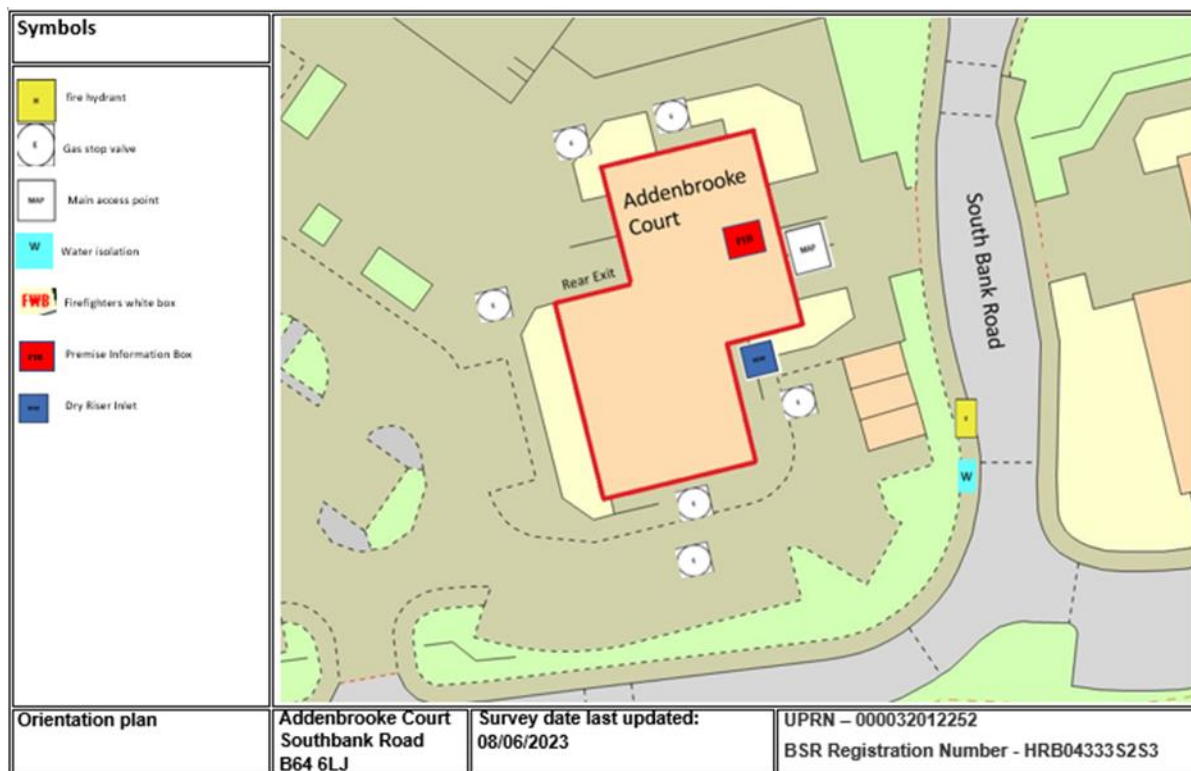 Symbols
fire hydrant
Gas stop valve
MAP
Main access point
W
Water isolation
FWB
Firefighters white box
Premise Information Box
Dry Riser Inlet
Addenbrooke
Court
MAP
Rear Exit
South Bank Road
W
Orientation plan
Addenbrooke Court
Southbank Road
B64 6LJ
Survey date last updated:
08/06/2023
UPRN – 000032012252
BSR Registration Number - HRB04333S2S3